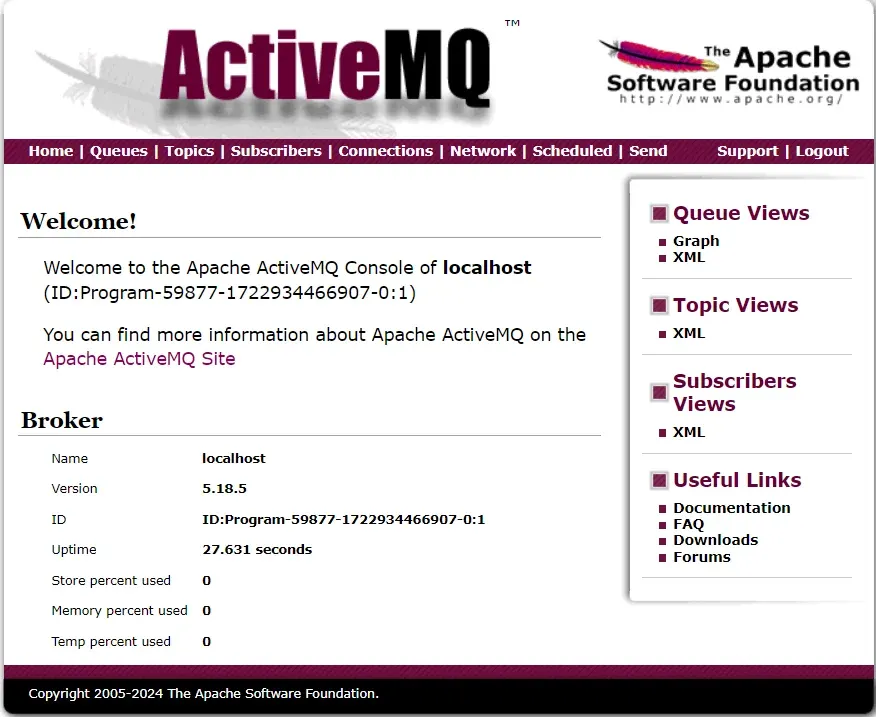 ActiveMQ ™
The Apache
Software Foundation
http://www.apache.org/
Home | Queues | Topics | Subscribers | Connections | Network | Scheduled | Send
Support | Logout
Welcome!
Welcome to the Apache ActiveMQ Console of localhost
(ID:Program-59877-1722934466907-0:1)
You can find more information about Apache ActiveMQ on the
Apache ActiveMQ Site
Broker
Name localhost
Version 5.18.5
ID ID:Program-59877-1722934466907-0:1
Uptime 27.631 seconds
Store percent used 0
Memory percent used 0
Temp percent used 0
Queue Views
Graph
XML
Topic Views
XML
Subscribers
Views
XML
Useful Links
Documentation
FAQ
Downloads
Forums
Copyright 2005-2024 The Apache Software Foundation.